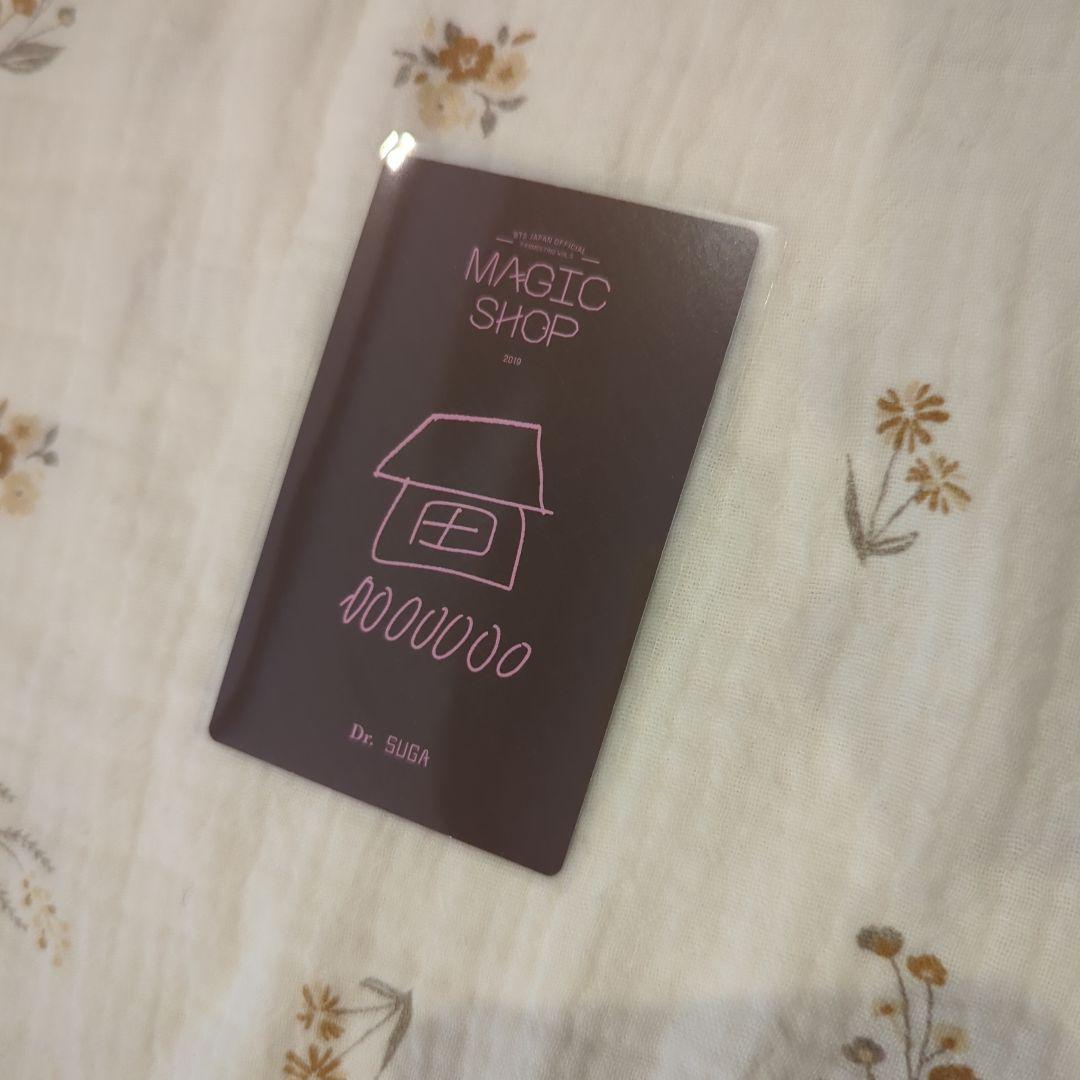 BTS JAPAN OFFICIAL
FANMEETING VOL.5
MAGIC
SHOP
2019
Dr. SUGA